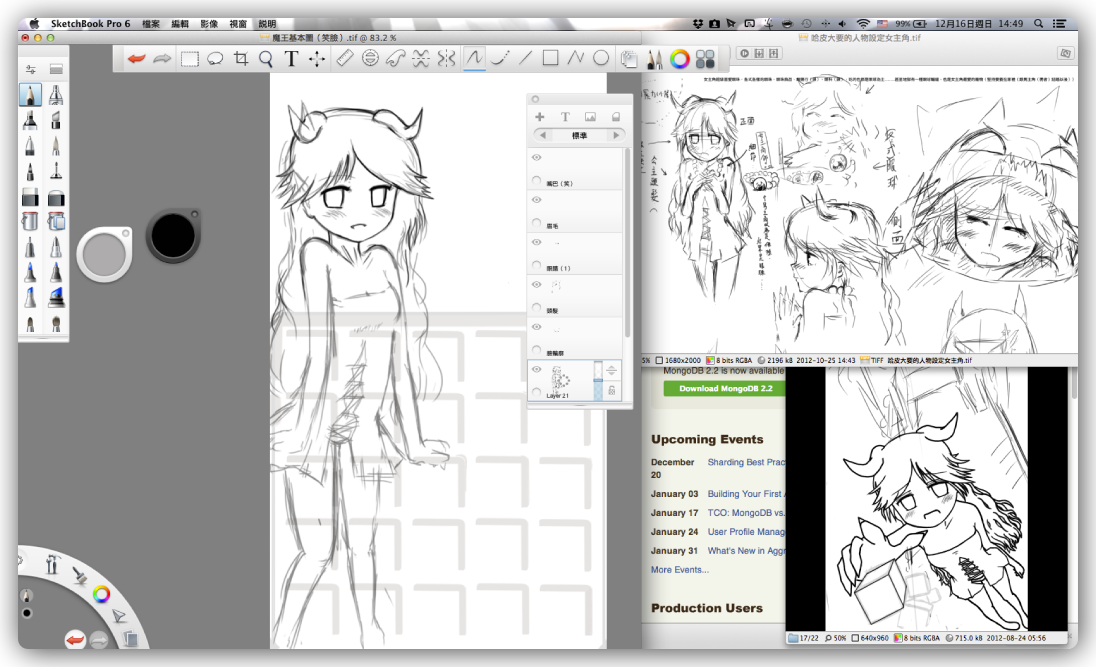 SketchBook Pro 6 檔案 編輯 影像 視窗 說明
99% 12月16日週日 14:49
魔王基本圖（笑臉）.tif @ 83.2 %
哈皮大要的人物設定女主角.tif
T
T
標準
嘴巴（笑）
眉毛
眼睛（1）
頭髮
臉輪廓
Layer 21
正面
側面
5% 1680x2000 8 bits RGBA 2196 kB 2012-10-25 14:43 TIFF 哈皮大要的人物設定女主角.tif
MongoDB 2.2 is now available
Download MongoDB 2.2
Upcoming Events
December 20 Sharding Best Prac
January 03 Building Your First
January 17 TCO: MongoDB vs.
January 24 User Profile Manag
January 31 What's New in Aggr
More Events...
Production Users
17/22 50% 640x960 8 bits RGBA 715.0 kB 2012-08-24 05:56